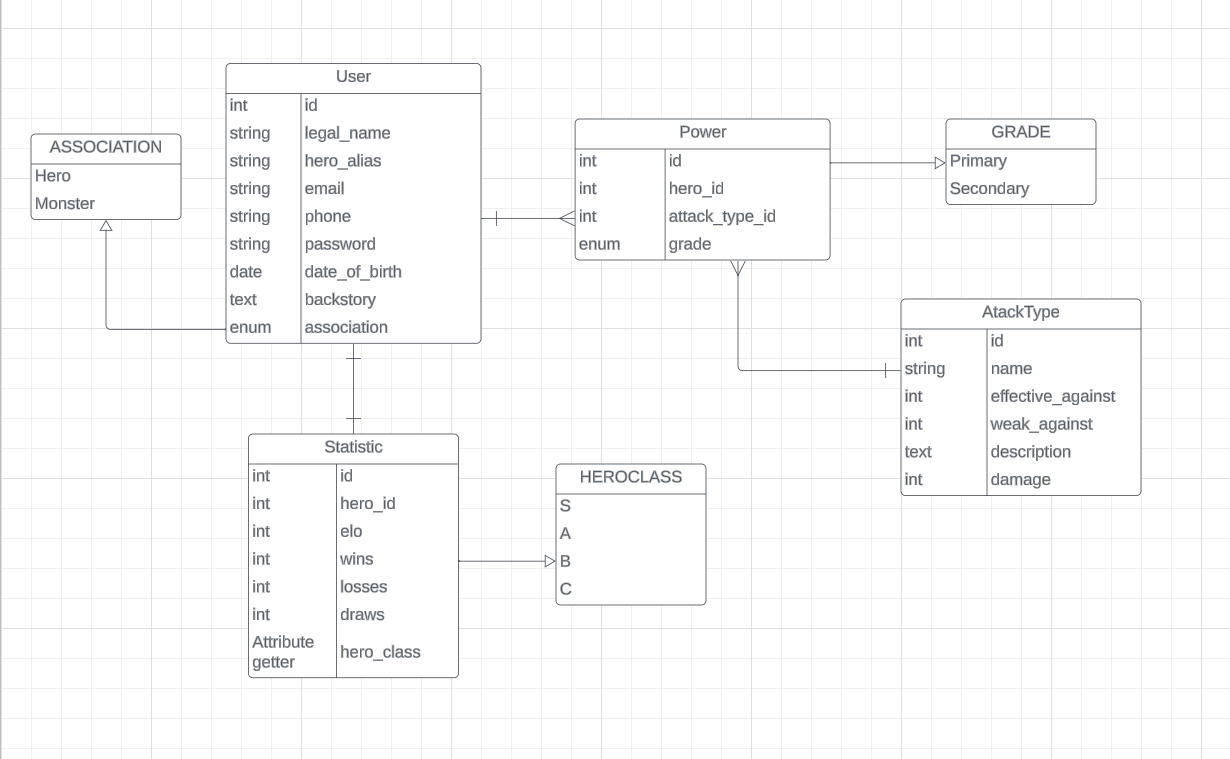 User
int id
string legal_name
string hero_alias
string email
string phone
string password
date date_of_birth
text backstory
enum association
ASSOCIATION
Hero
Monster
Power
int id
int hero_id
int attack_type_id
enum grade
GRADE
Primary
Secondary
AtackType
int id
string name
int effective_against
int weak_against
text description
int damage
Statistic
int id
int hero_id
int elo
int wins
int losses
int draws
Attribute
getter hero_class
HEROCLASS
S
A
B
C